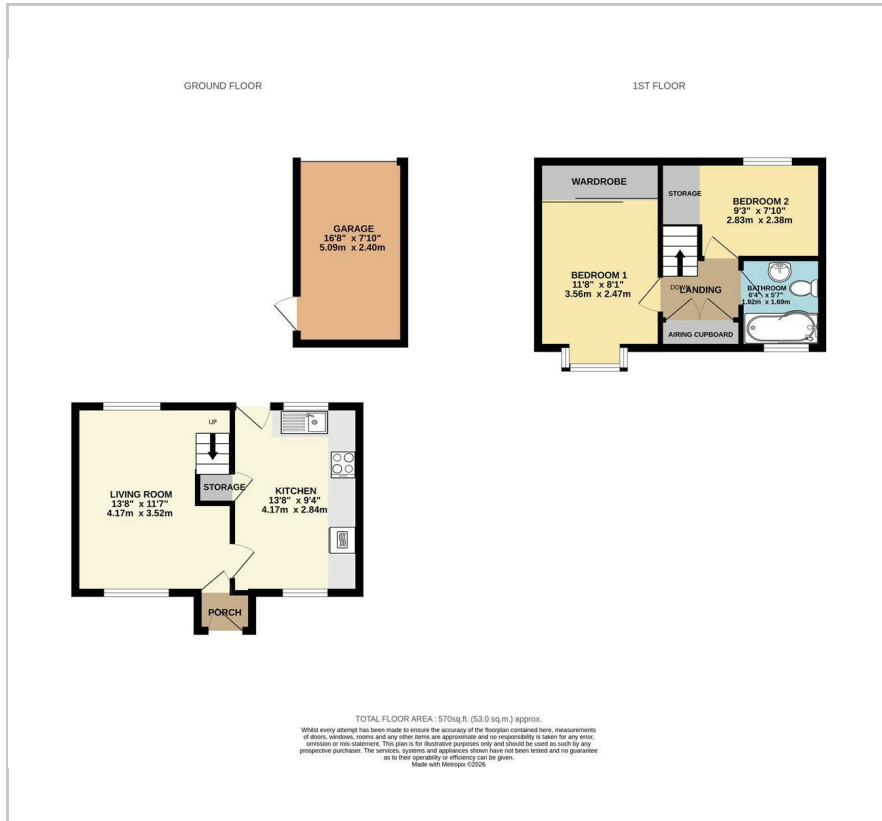 GROUND FLOOR
1ST FLOOR
GARAGE
16'8" x 7'10"
5.09m x 2.40m
WARDROBE
STORAGE
BEDROOM 2
9'3" x 7'10"
2.83m x 2.38m
BEDROOM 1
11'8" x 8'1"
3.56m x 2.47m
DOWN
LANDING
BATHROOM
6'4" x 5'7"
1.92m x 1.69m
AIRING CUPBOARD
UP
LIVING ROOM
13'8" x 11'7"
4.17m x 3.52m
STORAGE
KITCHEN
13'8" x 9'4"
4.17m x 2.84m
PORCH
TOTAL FLOOR AREA : 570sq.ft. (53.0 sq.m.) approx.
Whilst every attempt has been made to ensure the accuracy of the floorplan contained here, measurements
of doors, windows, rooms and any other items are approximate and no responsibility is taken for any error,
omission or mis-statement. This plan is for illustrative purposes only and should be used as such by any
prospective purchaser. The services, systems and appliances shown have not been tested and no guarantee
as to their operability or efficiency can be given.
Made with Metropix ©2026